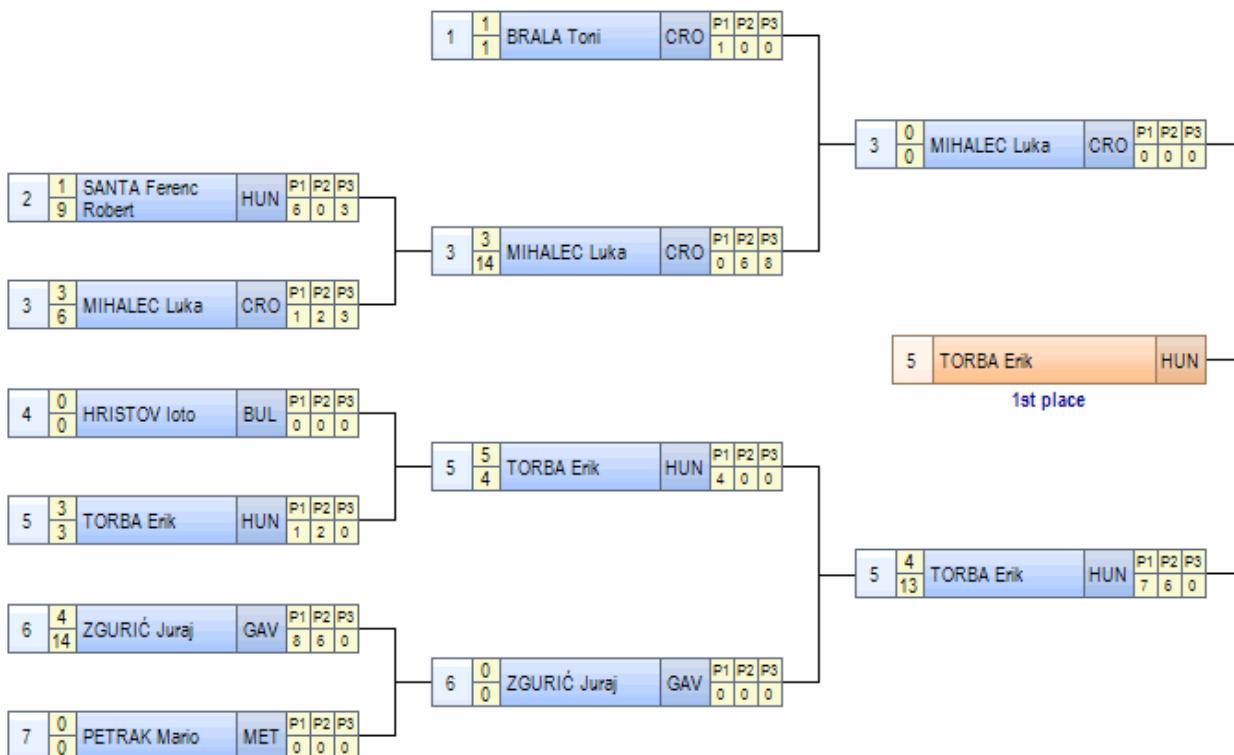 1 1 BRALA Toni CRO P1 P2 P3
1 1 0 0
3 0 MIHALEC Luka CRO P1 P2 P3
0 0 0 0
2 1 SANTA Ferenc HUN P1 P2 P3
9 Robert 6 0 3
3 3 MIHALEC Luka CRO P1 P2 P3
14 0 6 8
3 3 MIHALEC Luka CRO P1 P2 P3
6 1 2 3
5 TORBA Erik HUN
1st place
4 0 HRISTOV Ioto BUL P1 P2 P3
0 0 0 0
5 5 TORBA Erik HUN P1 P2 P3
4 4 0 0
5 3 TORBA Erik HUN P1 P2 P3
3 1 2 0
5 4 TORBA Erik HUN P1 P2 P3
13 7 6 0
6 4 ZGURIĆ Juraj GAV P1 P2 P3
14 8 6 0
6 0 ZGURIĆ Juraj GAV P1 P2 P3
0 0 0 0
7 0 PETRAK Mario MET P1 P2 P3
0 0 0 0